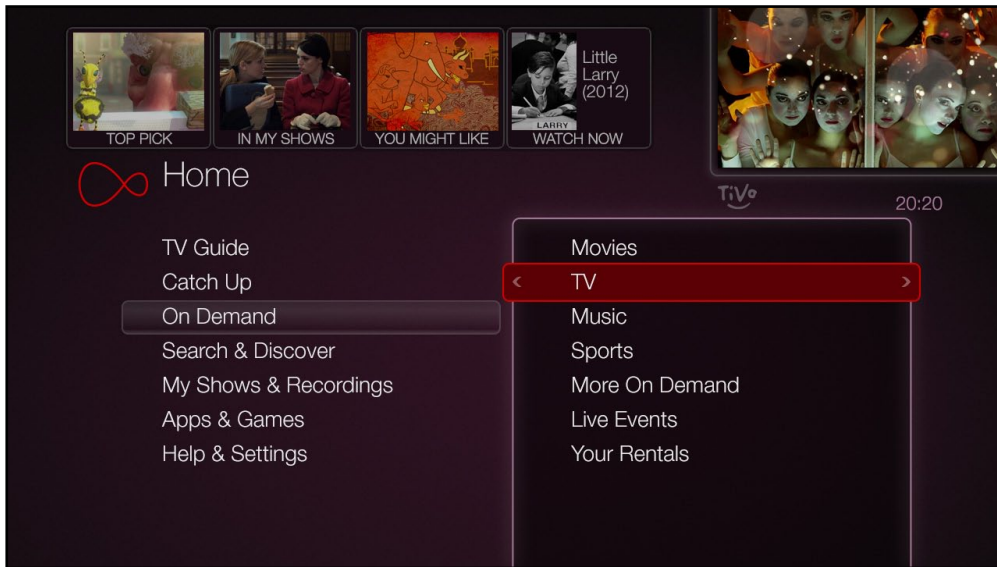 Little
Larry
(2012)
LARRY
TOP PICK
IN MY SHOWS
YOU MIGHT LIKE
WATCH NOW
Home
TiVo
20:20
TV Guide
Catch Up
On Demand
Search & Discover
My Shows & Recordings
Apps & Games
Help & Settings
Movies
< TV >
Music
Sports
More On Demand
Live Events
Your Rentals